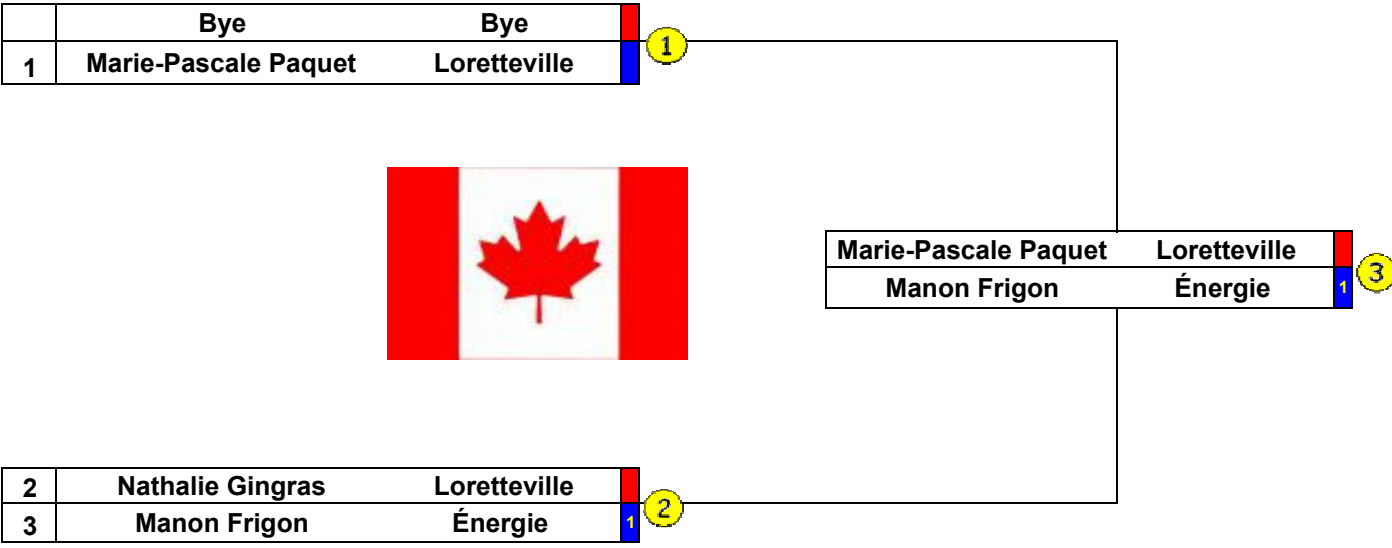 Bye Bye
1
1 Marie-Pascale Paquet Loretteville
Marie-Pascale Paquet Loretteville
3
Manon Frigon Énergie 1
2 Nathalie Gingras Loretteville
2
3 Manon Frigon Énergie 1